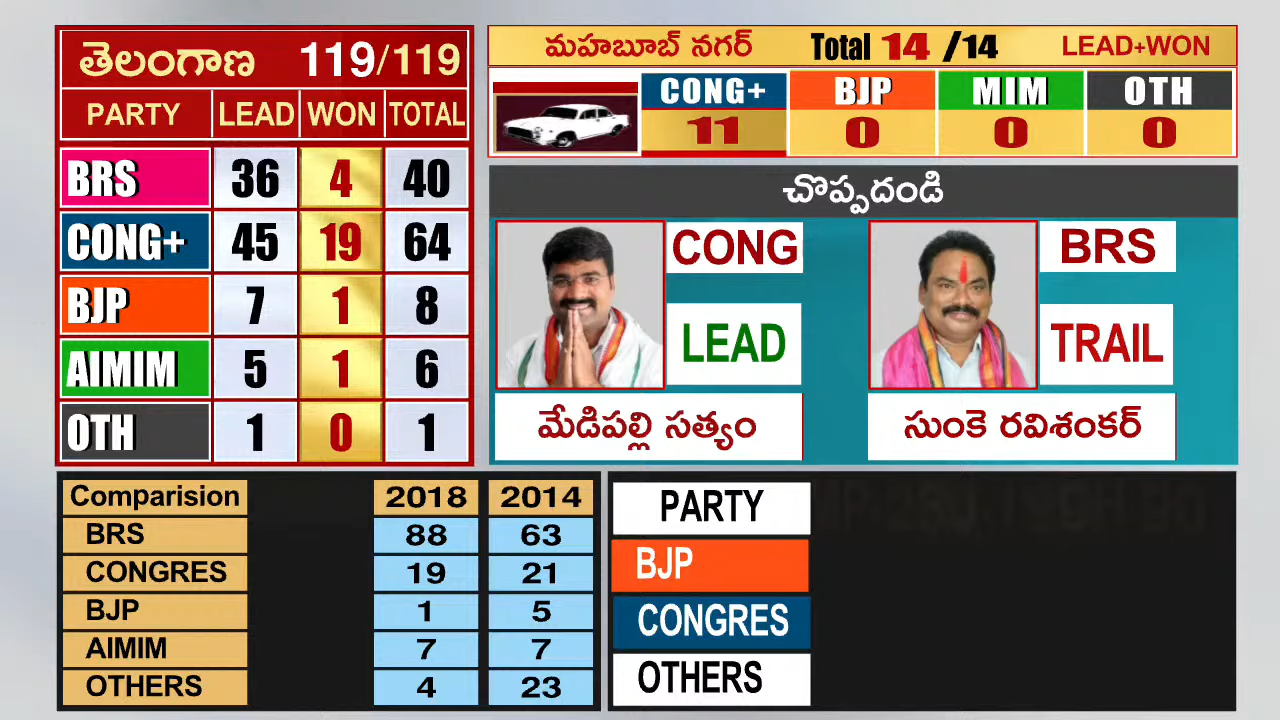 తెలంగాణ 119/119
PARTY LEAD WON TOTAL
BRS 36 4 40
CONG+ 45 19 64
BJP 7 1 8
AIMIM 5 1 6
OTH 1 0 1
మహబూబ్ నగర్ Total 14 /14 LEAD+WON
CONG+ BJP MIM OTH
11 0 0 0
చొప్పదండి
CONG BRS
LEAD TRAIL
మేడిపల్లి సత్యం సుంకె రవిశంకర్
Comparision 2018 2014
BRS 88 63
CONGRES 19 21
BJP 1 5
AIMIM 7 7
OTHERS 4 23
PARTY
BJP
CONGRES
OTHERS